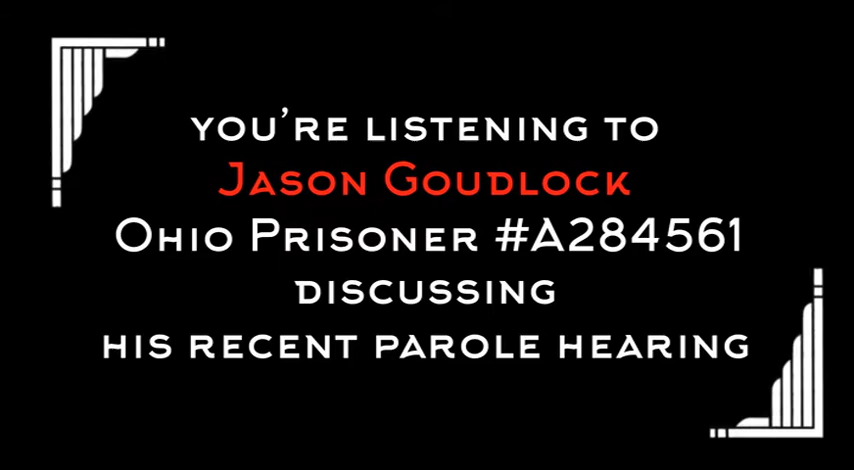 You're listening to
Jason Goudlock
Ohio Prisoner #A284561
discussing
his recent parole hearing